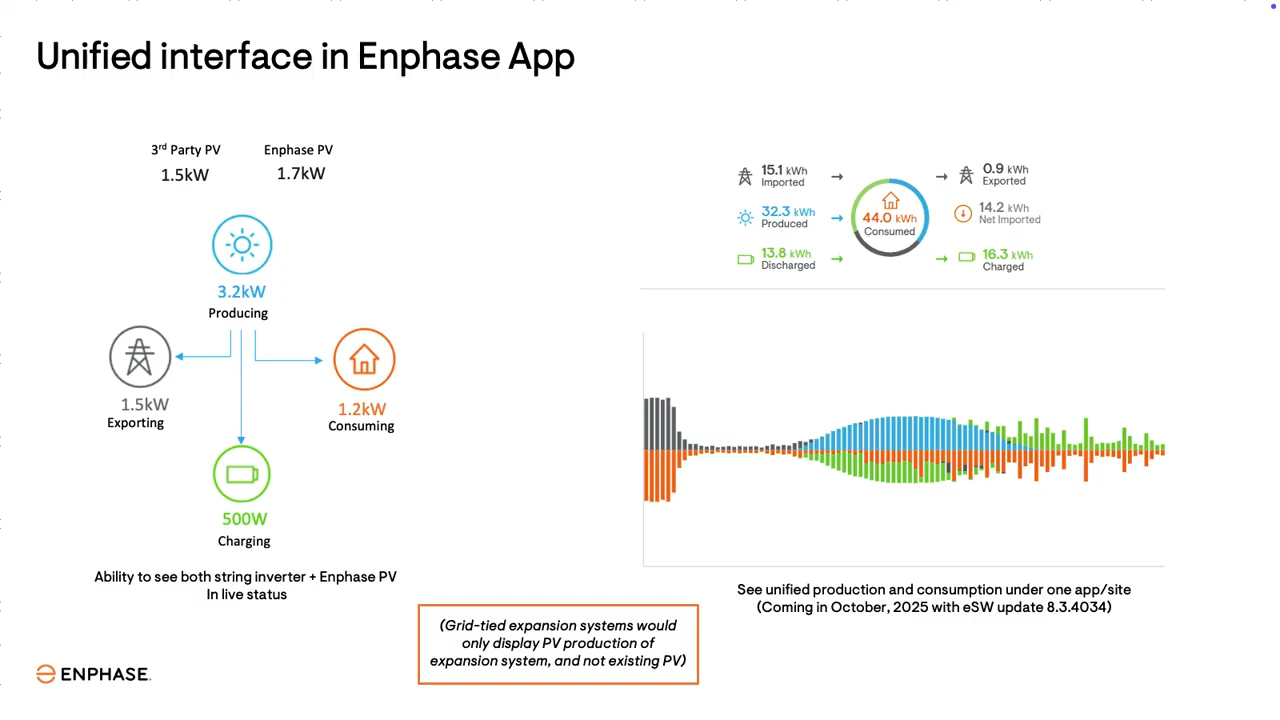 Unified interface in Enphase App
3rd Party PV
1.5kW
Enphase PV
1.7kW
3.2kW
Producing
1.5kW
Exporting
1.2kW
Consuming
500W
Charging
Ability to see both string inverter + Enphase PV
In live status
15.1 kWh
Imported
32.3 kWh
Produced
13.8 kWh
Discharged
44.0 kWh
Consumed
0.9 kWh
Exported
14.2 kWh
Net Imported
16.3 kWh
Charged
See unified production and consumption under one app/site
(Coming in October, 2025 with eSW update 8.3.4034)
(Grid-tied expansion systems would
only display PV production of
expansion system, and not existing PV)
ENPHASE.